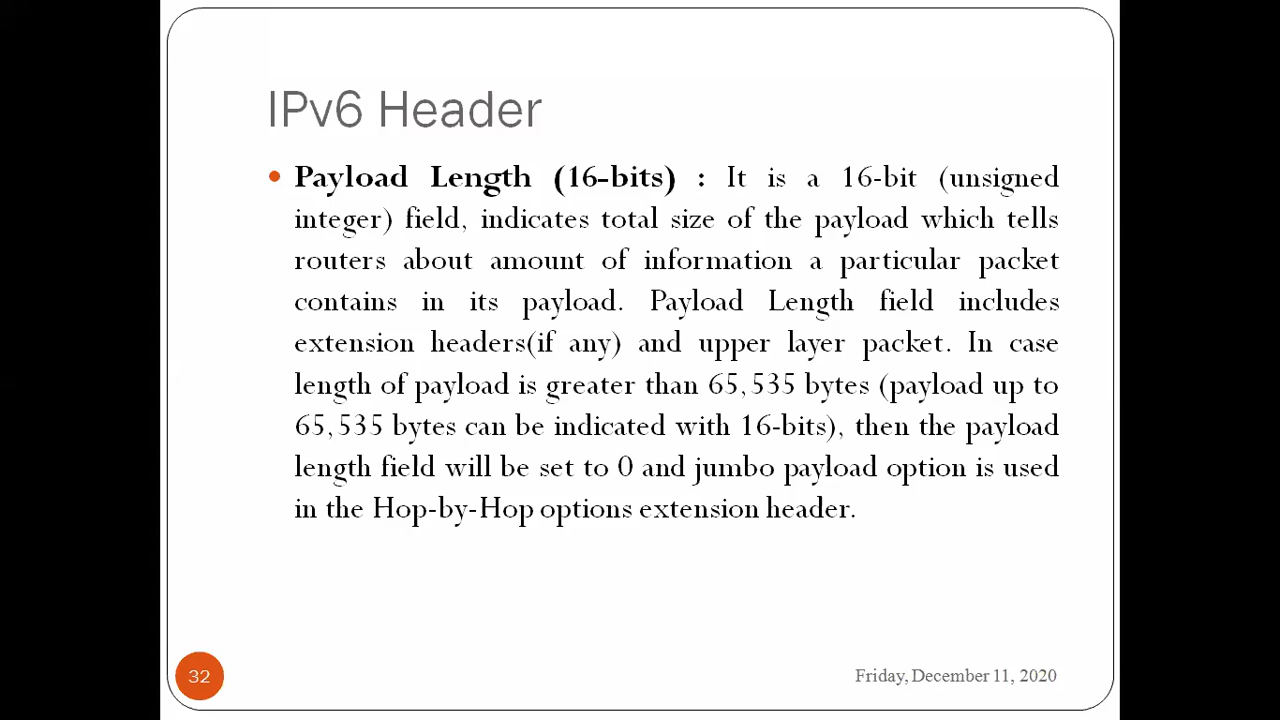 IPv6 Header
• Payload Length (16-bits) : It is a 16-bit (unsigned
integer) field, indicates total size of the payload which tells
routers about amount of information a particular packet
contains in its payload. Payload Length field includes
extension headers(if any) and upper layer packet. In case
length of payload is greater than 65,535 bytes (payload up to
65,535 bytes can be indicated with 16-bits), then the payload
length field will be set to 0 and jumbo payload option is used
in the Hop-by-Hop options extension header.
32
Friday, December 11, 2020